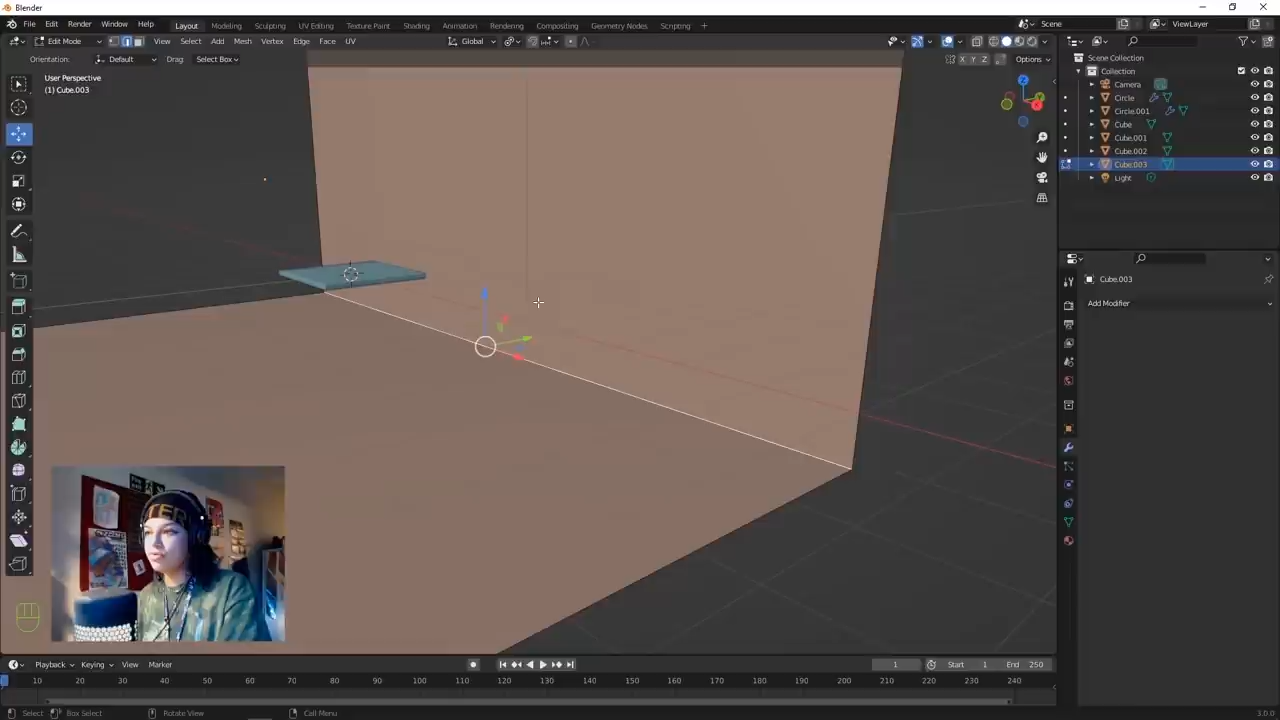 Blender
File Edit Render Window Help Layout Modeling Sculpting UV Editing Texture Paint Shading Animation Rendering Compositing Geometry Nodes Scripting + Scene ViewLayer
Edit Mode View Select Add Mesh Vertex Edge Face UV Global
Orientation: Default Drag: Select Box X Y Z Options
User Perspective
(1) Cube.003
Scene Collection
Collection
Camera
Circle
Circle.001
Cube
Cube.001
Cube.002
Cube.003
Light
Cube.003
Add Modifier
Z
TER
Playback Keying View Marker 1 Start 1 End 250
10 20 30 40 50 60 70 80 90 100 110 120 130 140 150 160 170 180 190 200 210 220 230 240
Select Box Select Rotate View Call Menu 3.0.0